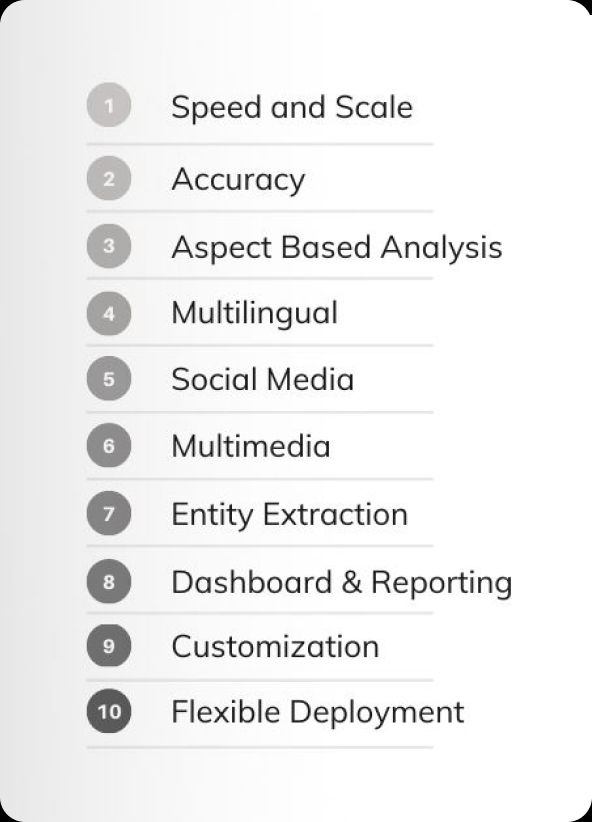 1 Speed and Scale
2 Accuracy
3 Aspect Based Analysis
4 Multilingual
5 Social Media
6 Multimedia
7 Entity Extraction
8 Dashboard & Reporting
9 Customization
10 Flexible Deployment